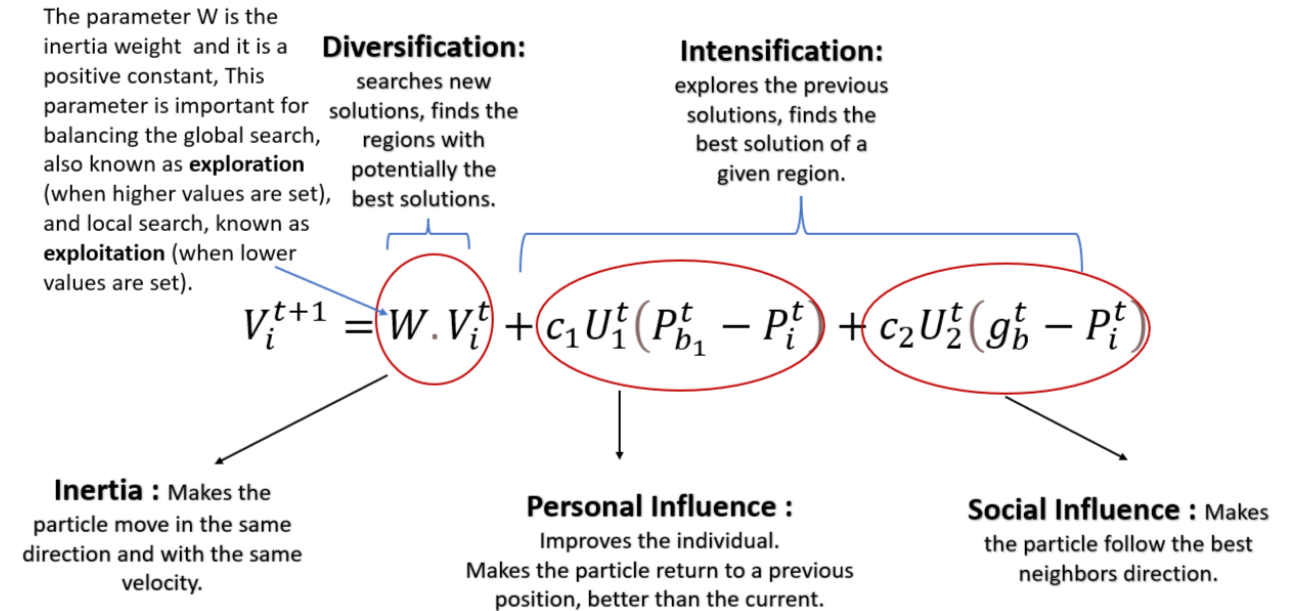 The parameter W is the
inertia weight and it is a
positive constant, This
parameter is important for
balancing the global search,
also known as exploration
(when higher values are set),
and local search, known as
exploitation (when lower
values are set).
Diversification:
searches new
solutions, finds the
regions with
potentially the
best solutions.
Intensification:
explores the previous
solutions, finds the
best solution of a
given region.
V_i^{t+1} = W . V_i^t + c_1 U_1^t (P_{b_1}^t − P_i^t) + c_2 U_2^t (g_b^t − P_i^t)
Inertia : Makes the
particle move in the same
direction and with the same
velocity.
Personal Influence :
Improves the individual.
Makes the particle return to a previous
position, better than the current.
Social Influence : Makes
the particle follow the best
neighbors direction.